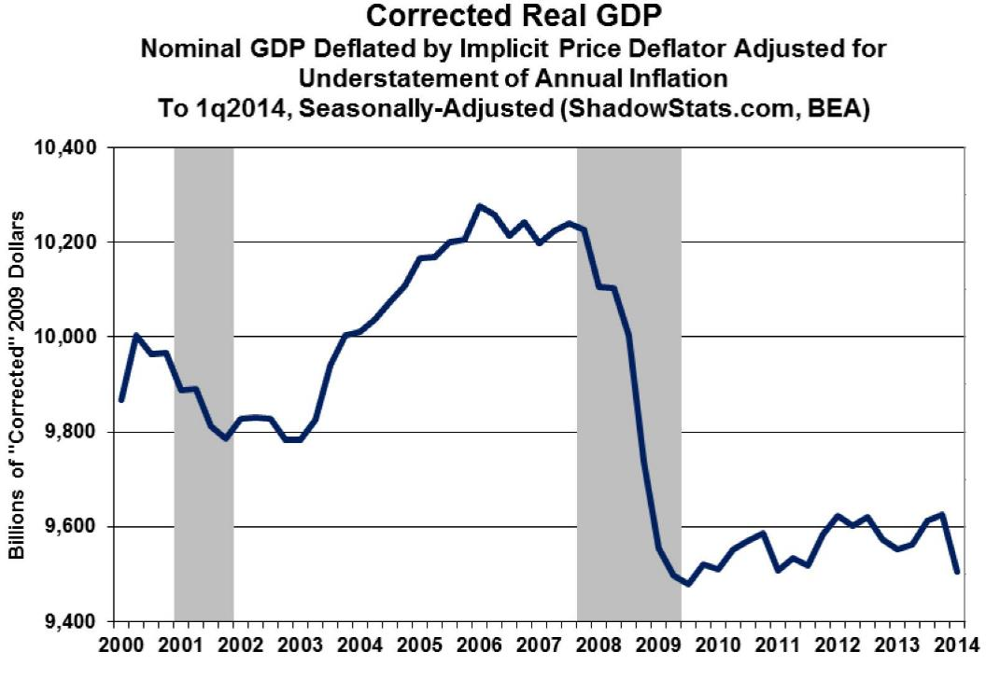 Corrected Real GDP
Nominal GDP Deflated by Implicit Price Deflator Adjusted for
Understatement of Annual Inflation
To 1q2014, Seasonally-Adjusted (ShadowStats.com, BEA)
Billions of "Corrected" 2009 Dollars
10,400
10,200
10,000
9,800
9,600
9,400
2000 2001 2002 2003 2004 2005 2006 2007 2008 2009 2010 2011 2012 2013 2014